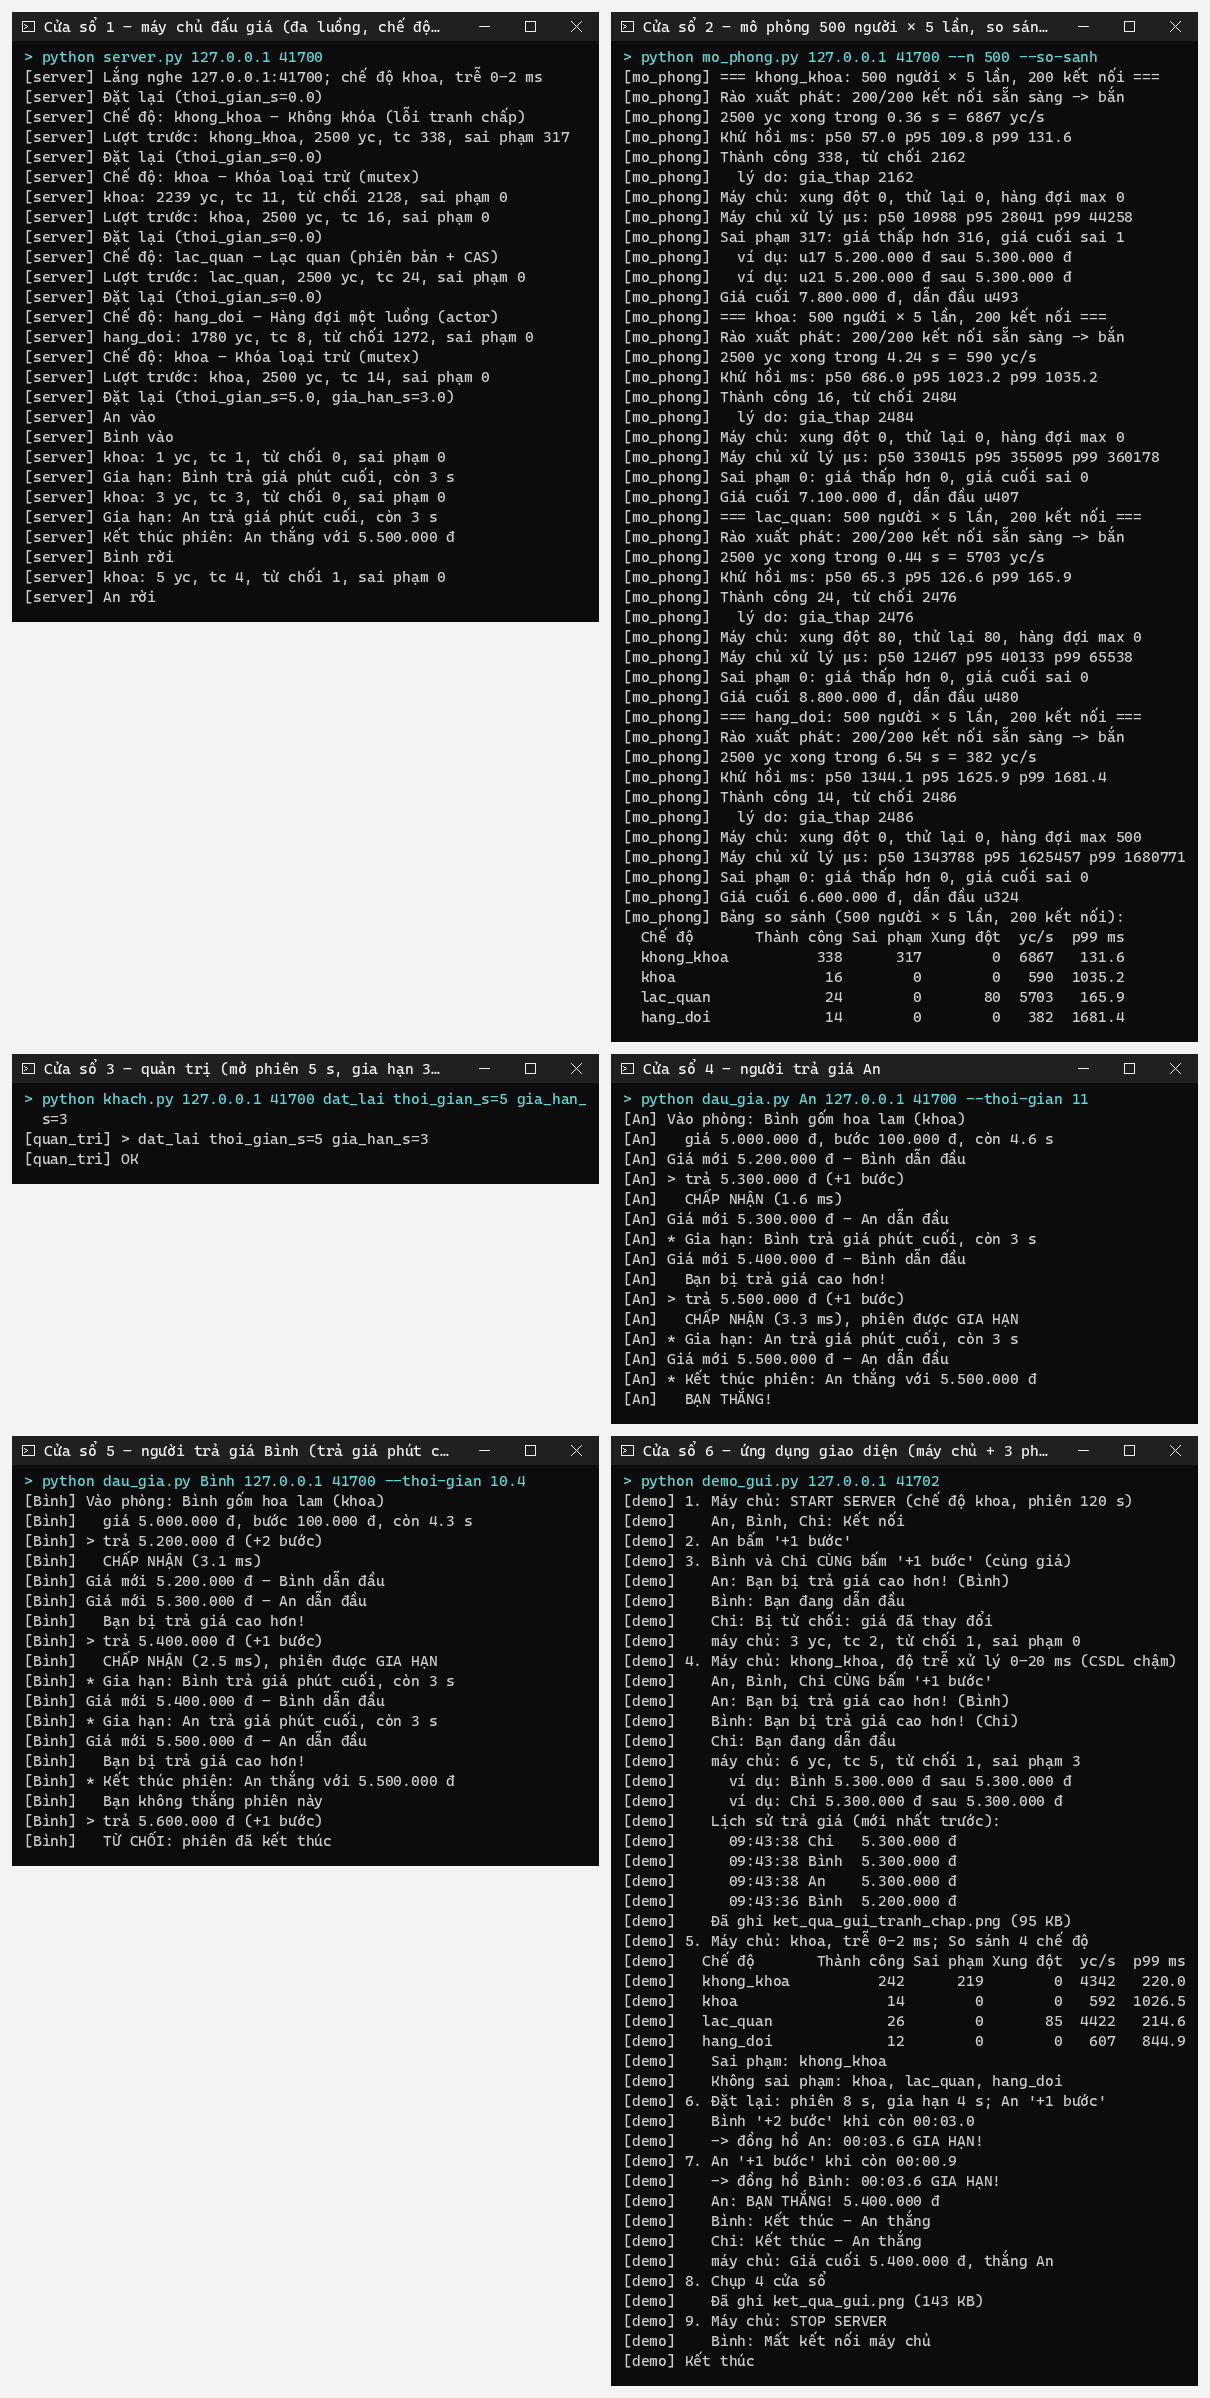 Cửa sổ 1 – máy chủ đấu giá (đa luồng, chế độ…
> python server.py 127.0.0.1 41700
[server] Lắng nghe 127.0.0.1:41700; chế độ khoa, trễ 0–2 ms
[server] Đặt lại (thoi_gian_s=0.0)
[server] Chế độ: khong_khoa – Không khóa (lỗi tranh chấp)
[server] Lượt trước: khong_khoa, 2500 yc, tc 338, sai phạm 317
[server] Đặt lại (thoi_gian_s=0.0)
[server] Chế độ: khoa – Khóa loại trừ (mutex)
[server] khoa: 2239 yc, tc 11, từ chối 2128, sai phạm 0
[server] Lượt trước: khoa, 2500 yc, tc 16, sai phạm 0
[server] Đặt lại (thoi_gian_s=0.0)
[server] Chế độ: lac_quan – Lạc quan (phiên bản + CAS)
[server] Lượt trước: lac_quan, 2500 yc, tc 24, sai phạm 0
[server] Đặt lại (thoi_gian_s=0.0)
[server] Chế độ: hang_doi – Hàng đợi một luồng (actor)
[server] hang_doi: 1780 yc, tc 8, từ chối 1272, sai phạm 0
[server] Chế độ: khoa – Khóa loại trừ (mutex)
[server] Lượt trước: khoa, 2500 yc, tc 14, sai phạm 0
[server] Đặt lại (thoi_gian_s=5.0, gia_han_s=3.0)
[server] An vào
[server] Bình vào
[server] khoa: 1 yc, tc 1, từ chối 0, sai phạm 0
[server] Gia hạn: Bình trả giá phút cuối, còn 3 s
[server] khoa: 3 yc, tc 3, từ chối 0, sai phạm 0
[server] Gia hạn: An trả giá phút cuối, còn 3 s
[server] Kết thúc phiên: An thắng với 5.500.000 đ
[server] Bình rời
[server] khoa: 5 yc, tc 4, từ chối 1, sai phạm 0
[server] An rời
Cửa sổ 2 – mô phỏng 500 người × 5 lần, so sán…
> python mo_phong.py 127.0.0.1 41700 --n 500 --so-sanh
[mo_phong] === khong_khoa: 500 người × 5 lần, 200 kết nối ===
[mo_phong] Rào xuất phát: 200/200 kết nối sẵn sàng -> bắn
[mo_phong] 2500 yc xong trong 0.36 s = 6867 yc/s
[mo_phong] Khứ hồi ms: p50 57.0 p95 109.8 p99 131.6
[mo_phong] Thành công 338, từ chối 2162
[mo_phong]   lý do: gia_thap 2162
[mo_phong] Máy chủ: xung đột 0, thử lại 0, hàng đợi max 0
[mo_phong] Máy chủ xử lý µs: p50 10988 p95 28041 p99 44258
[mo_phong] Sai phạm 317: giá thấp hơn 316, giá cuối sai 1
[mo_phong]   ví dụ: u17 5.200.000 đ sau 5.300.000 đ
[mo_phong]   ví dụ: u21 5.200.000 đ sau 5.300.000 đ
[mo_phong] Giá cuối 7.800.000 đ, dẫn đầu u493
[mo_phong] === khoa: 500 người × 5 lần, 200 kết nối ===
[mo_phong] Rào xuất phát: 200/200 kết nối sẵn sàng -> bắn
[mo_phong] 2500 yc xong trong 4.24 s = 590 yc/s
[mo_phong] Khứ hồi ms: p50 686.0 p95 1023.2 p99 1035.2
[mo_phong] Thành công 16, từ chối 2484
[mo_phong]   lý do: gia_thap 2484
[mo_phong] Máy chủ: xung đột 0, thử lại 0, hàng đợi max 0
[mo_phong] Máy chủ xử lý µs: p50 330415 p95 355095 p99 360178
[mo_phong] Sai phạm 0: giá thấp hơn 0, giá cuối sai 0
[mo_phong] Giá cuối 7.100.000 đ, dẫn đầu u407
[mo_phong] === lac_quan: 500 người × 5 lần, 200 kết nối ===
[mo_phong] Rào xuất phát: 200/200 kết nối sẵn sàng -> bắn
[mo_phong] 2500 yc xong trong 0.44 s = 5703 yc/s
[mo_phong] Khứ hồi ms: p50 65.3 p95 126.6 p99 165.9
[mo_phong] Thành công 24, từ chối 2476
[mo_phong]   lý do: gia_thap 2476
[mo_phong] Máy chủ: xung đột 80, thử lại 80, hàng đợi max 0
[mo_phong] Máy chủ xử lý µs: p50 12467 p95 40133 p99 65538
[mo_phong] Sai phạm 0: giá thấp hơn 0, giá cuối sai 0
[mo_phong] Giá cuối 8.800.000 đ, dẫn đầu u480
[mo_phong] === hang_doi: 500 người × 5 lần, 200 kết nối ===
[mo_phong] Rào xuất phát: 200/200 kết nối sẵn sàng -> bắn
[mo_phong] 2500 yc xong trong 6.54 s = 382 yc/s
[mo_phong] Khứ hồi ms: p50 1344.1 p95 1625.9 p99 1681.4
[mo_phong] Thành công 14, từ chối 2486
[mo_phong]   lý do: gia_thap 2486
[mo_phong] Máy chủ: xung đột 0, thử lại 0, hàng đợi max 500
[mo_phong] Máy chủ xử lý µs: p50 1343788 p95 1625457 p99 1680771
[mo_phong] Sai phạm 0: giá thấp hơn 0, giá cuối sai 0
[mo_phong] Giá cuối 6.600.000 đ, dẫn đầu u324
[mo_phong] Bảng so sánh (500 người × 5 lần, 200 kết nối):
Chế độ Thành công Sai phạm Xung đột yc/s p99 ms
khong_khoa 338 317 0 6867 131.6
khoa 16 0 0 590 1035.2
lac_quan 24 0 80 5703 165.9
hang_doi 14 0 0 382 1681.4
Cửa sổ 3 – quản trị (mở phiên 5 s, gia hạn 3…
> python khach.py 127.0.0.1 41700 dat_lai thoi_gian_s=5 gia_han_
s=3
[quan_tri] > dat_lai thoi_gian_s=5 gia_han_s=3
[quan_tri] OK
Cửa sổ 4 – người trả giá An
> python dau_gia.py An 127.0.0.1 41700 --thoi-gian 11
[An] Vào phòng: Bình gốm hoa lam (khoa)
[An]   giá 5.000.000 đ, bước 100.000 đ, còn 4.6 s
[An] Giá mới 5.200.000 đ – Bình dẫn đầu
[An] > trả 5.300.000 đ (+1 bước)
[An]   CHẤP NHẬN (1.6 ms)
[An] Giá mới 5.300.000 đ – An dẫn đầu
[An] * Gia hạn: Bình trả giá phút cuối, còn 3 s
[An] Giá mới 5.400.000 đ – Bình dẫn đầu
[An]   Bạn bị trả giá cao hơn!
[An] > trả 5.500.000 đ (+1 bước)
[An]   CHẤP NHẬN (3.3 ms), phiên được GIA HẠN
[An] * Gia hạn: An trả giá phút cuối, còn 3 s
[An] Giá mới 5.500.000 đ – An dẫn đầu
[An] * Kết thúc phiên: An thắng với 5.500.000 đ
[An]   BẠN THẮNG!
Cửa sổ 5 – người trả giá Bình (trả giá phút c…
> python dau_gia.py Bình 127.0.0.1 41700 --thoi-gian 10.4
[Bình] Vào phòng: Bình gốm hoa lam (khoa)
[Bình]   giá 5.000.000 đ, bước 100.000 đ, còn 4.3 s
[Bình] > trả 5.200.000 đ (+2 bước)
[Bình]   CHẤP NHẬN (3.1 ms)
[Bình] Giá mới 5.200.000 đ – Bình dẫn đầu
[Bình] Giá mới 5.300.000 đ – An dẫn đầu
[Bình]   Bạn bị trả giá cao hơn!
[Bình] > trả 5.400.000 đ (+1 bước)
[Bình]   CHẤP NHẬN (2.5 ms), phiên được GIA HẠN
[Bình] * Gia hạn: Bình trả giá phút cuối, còn 3 s
[Bình] Giá mới 5.400.000 đ – Bình dẫn đầu
[Bình] * Gia hạn: An trả giá phút cuối, còn 3 s
[Bình] Giá mới 5.500.000 đ – An dẫn đầu
[Bình]   Bạn bị trả giá cao hơn!
[Bình] * Kết thúc phiên: An thắng với 5.500.000 đ
[Bình]   Bạn không thắng phiên này
[Bình] > trả 5.600.000 đ (+1 bước)
[Bình]   TỪ CHỐI: phiên đã kết thúc
Cửa sổ 6 – ứng dụng giao diện (máy chủ + 3 ph…
> python demo_gui.py 127.0.0.1 41702
[demo] 1. Máy chủ: START SERVER (chế độ khoa, phiên 120 s)
[demo]    An, Bình, Chi: Kết nối
[demo] 2. An bấm '+1 bước'
[demo] 3. Bình và Chi CÙNG bấm '+1 bước' (cùng giá)
[demo]    An: Bạn bị trả giá cao hơn! (Bình)
[demo]    Bình: Bạn đang dẫn đầu
[demo]    Chi: Bị từ chối: giá đã thay đổi
[demo]    máy chủ: 3 yc, tc 2, từ chối 1, sai phạm 0
[demo] 4. Máy chủ: khong_khoa, độ trễ xử lý 0–20 ms (CSDL chậm)
[demo]    An, Bình, Chi CÙNG bấm '+1 bước'
[demo]    An: Bạn bị trả giá cao hơn! (Bình)
[demo]    Bình: Bạn bị trả giá cao hơn! (Chi)
[demo]    Chi: Bạn đang dẫn đầu
[demo]    máy chủ: 6 yc, tc 5, từ chối 1, sai phạm 3
[demo]      ví dụ: Bình 5.300.000 đ sau 5.300.000 đ
[demo]      ví dụ: Chi 5.300.000 đ sau 5.300.000 đ
[demo]    Lịch sử trả giá (mới nhất trước):
[demo]      09:43:38 Chi   5.300.000 đ
[demo]      09:43:38 Bình  5.300.000 đ
[demo]      09:43:38 An    5.300.000 đ
[demo]      09:43:36 Bình  5.200.000 đ
[demo]    Đã ghi ket_qua_gui_tranh_chap.png (95 KB)
[demo] 5. Máy chủ: khoa, trễ 0–2 ms; So sánh 4 chế độ
[demo]   Chế độ Thành công Sai phạm Xung đột yc/s p99 ms
[demo]   khong_khoa 242 219 0 4342 220.0
[demo]   khoa 14 0 0 592 1026.5
[demo]   lac_quan 26 0 85 4422 214.6
[demo]   hang_doi 12 0 0 607 844.9
[demo]    Sai phạm: khong_khoa
[demo]    Không sai phạm: khoa, lac_quan, hang_doi
[demo] 6. Đặt lại: phiên 8 s, gia hạn 4 s; An '+1 bước'
[demo]    Bình '+2 bước' khi còn 00:03.0
[demo]    -> đồng hồ An: 00:03.6 GIA HẠN!
[demo] 7. An '+1 bước' khi còn 00:00.9
[demo]    -> đồng hồ Bình: 00:03.6 GIA HẠN!
[demo]    An: BẠN THẮNG! 5.400.000 đ
[demo]    Bình: Kết thúc – An thắng
[demo]    Chi: Kết thúc – An thắng
[demo]    máy chủ: Giá cuối 5.400.000 đ, thắng An
[demo] 8. Chụp 4 cửa sổ
[demo]    Đã ghi ket_qua_gui.png (143 KB)
[demo] 9. Máy chủ: STOP SERVER
[demo]    Bình: Mất kết nối máy chủ
[demo] Kết thúc